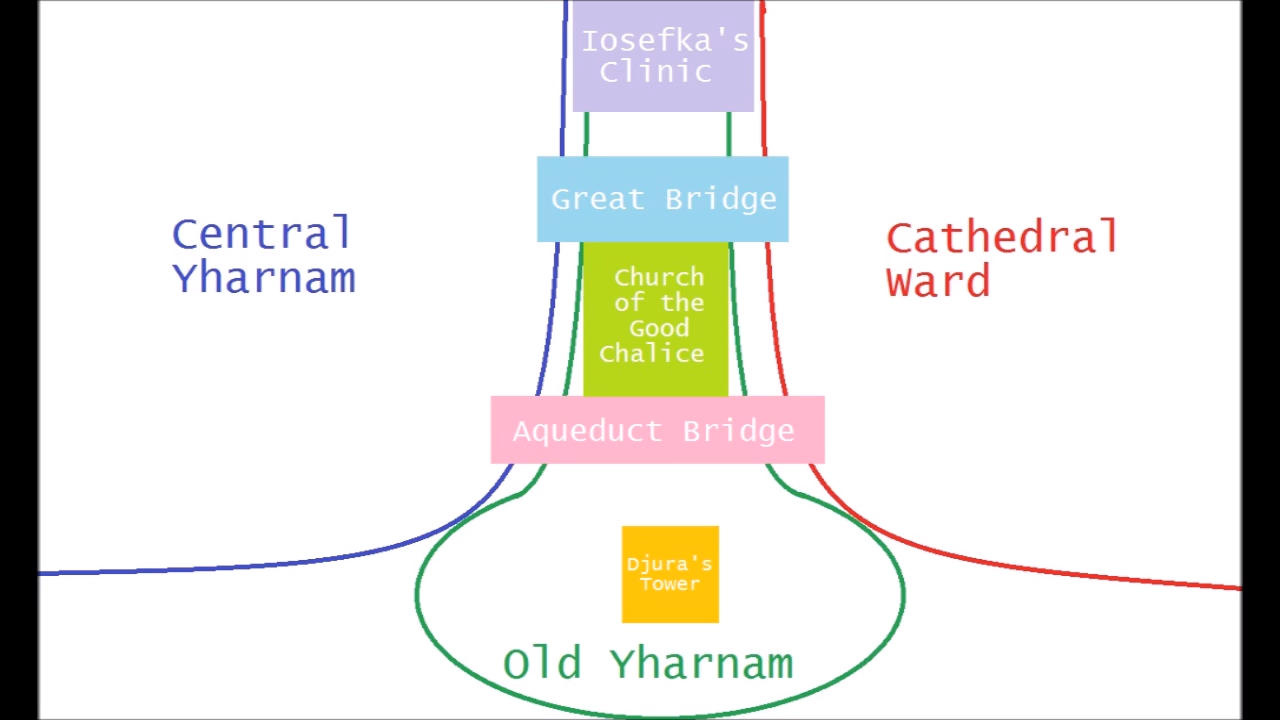 Iosefka's
Clinic
Great Bridge
Central
Yharnam
Cathedral
Ward
Church
of the
Good
Chalice
Aqueduct Bridge
Djura's
Tower
Old Yharnam